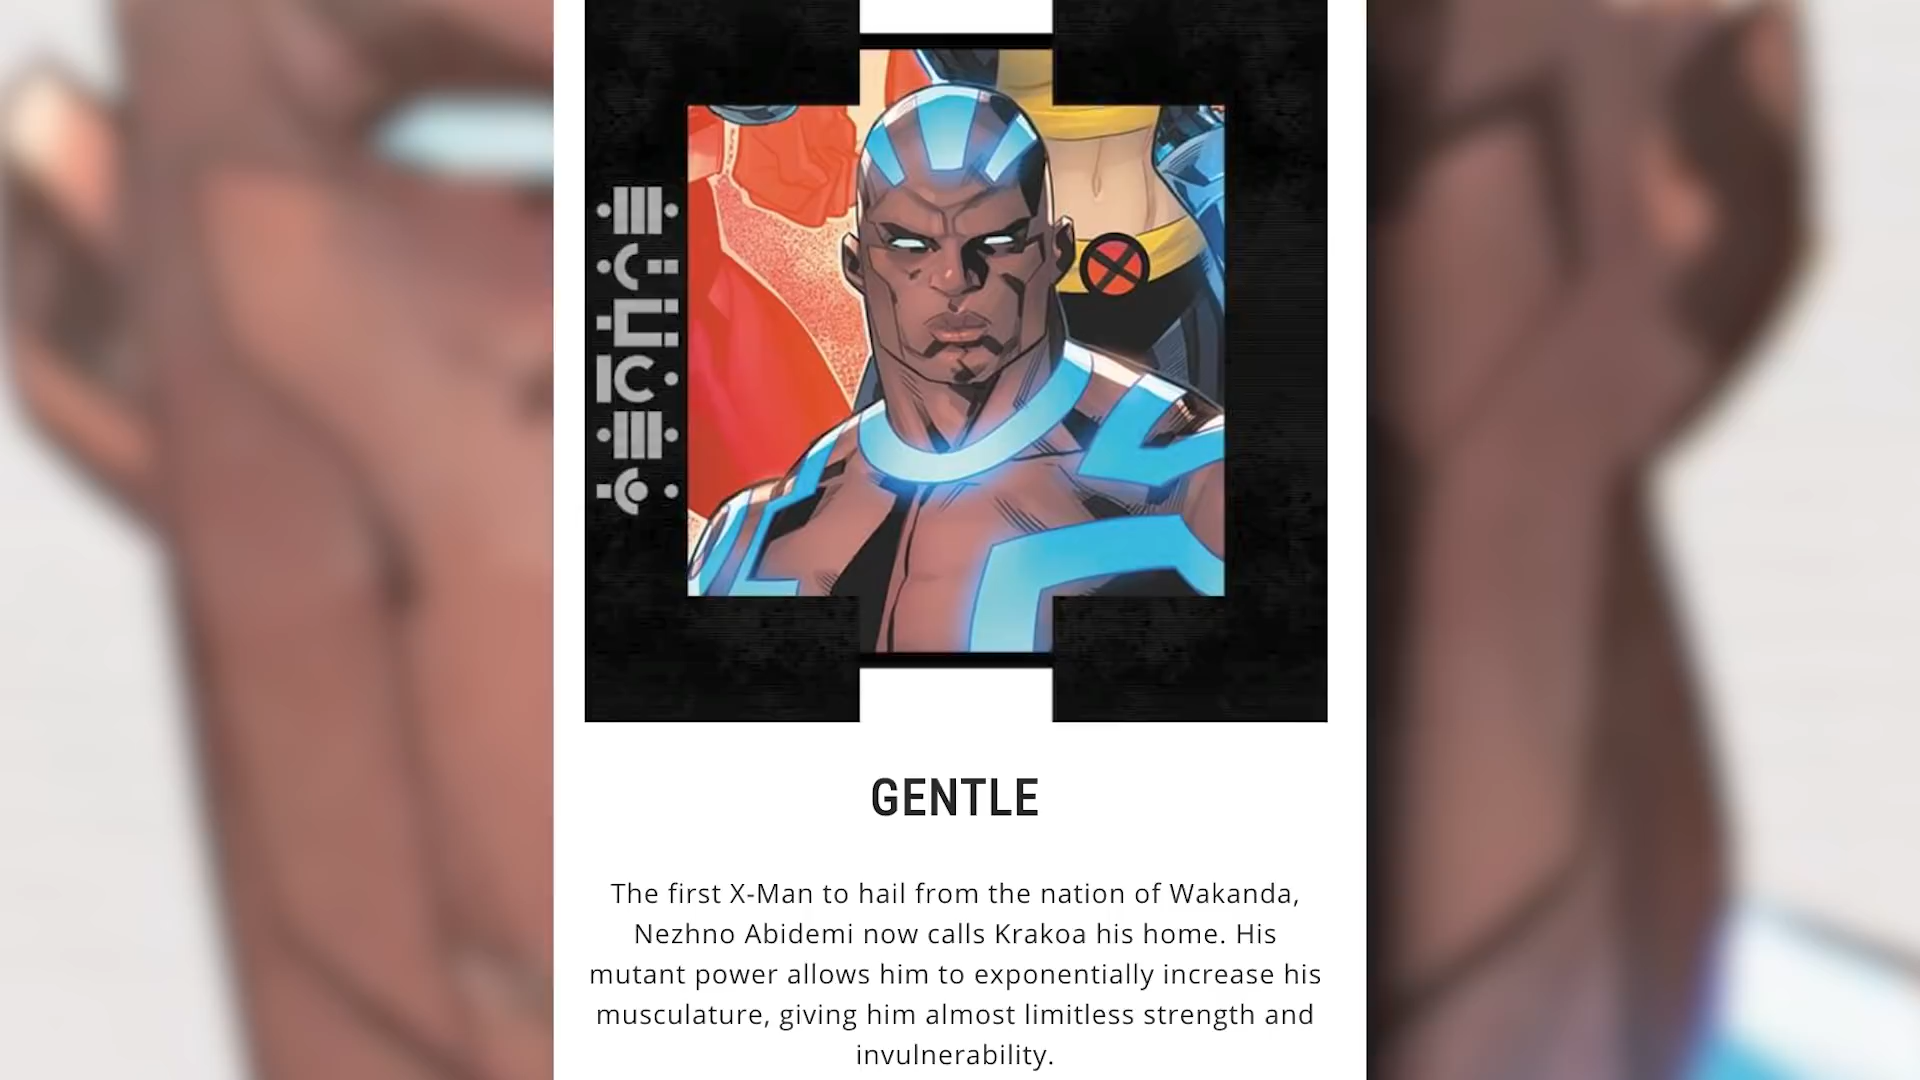 GENTLE
The first X-Man to hail from the nation of Wakanda,
Nezhno Abidemi now calls Krakoa his home. His
mutant power allows him to exponentially increase his
musculature, giving him almost limitless strength and
invulnerability.